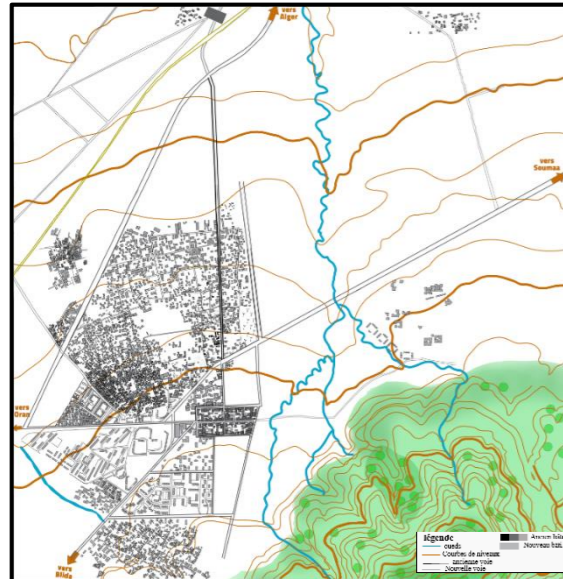 vers
Alger
vers
Soumaa
vers
Oran
vers
Blida
légende
oueds
Courbes de niveaux
ancienne voie
Nouvelle voie
Ancien bâti
Nouveau bâti